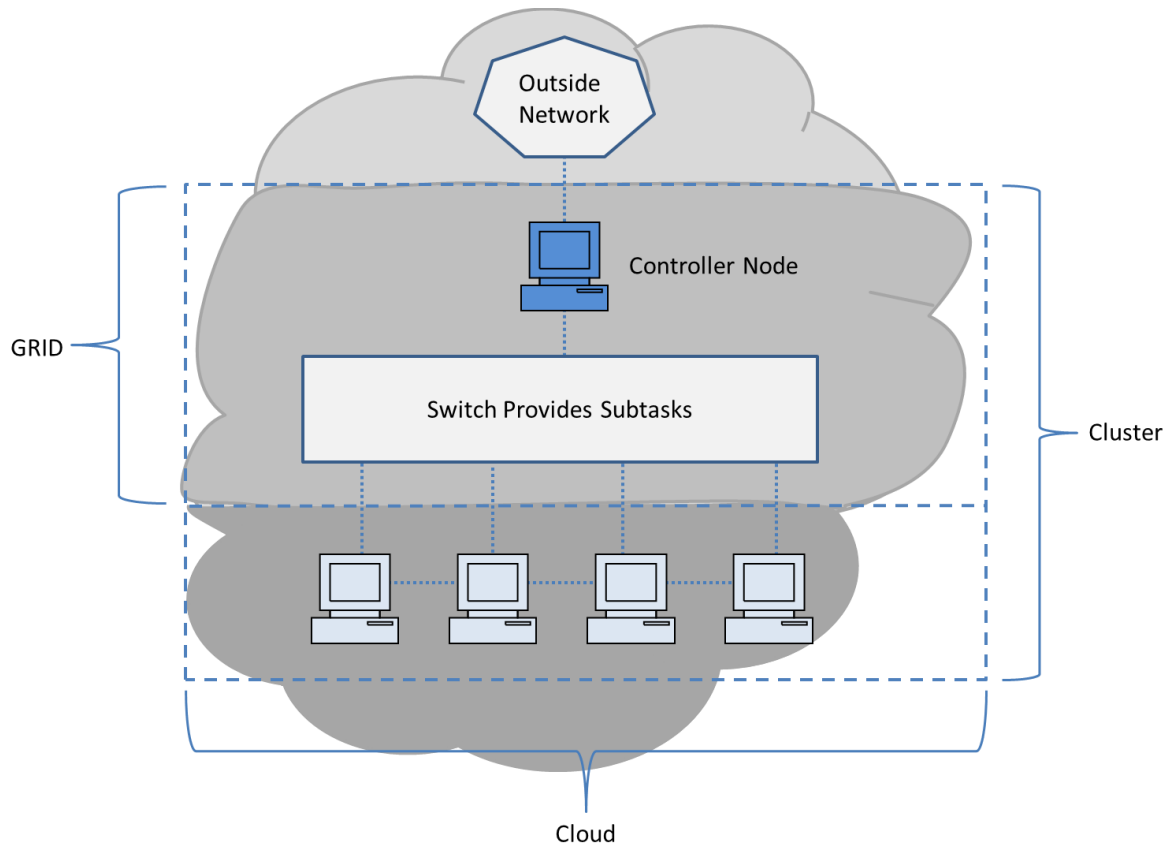 Outside
Network
Controller Node
GRID
Switch Provides Subtasks
Cluster
Cloud